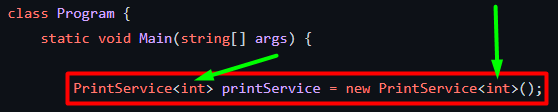 class Program {
static void Main(string[] args) {
PrintService<int> printService = new PrintService<int>();